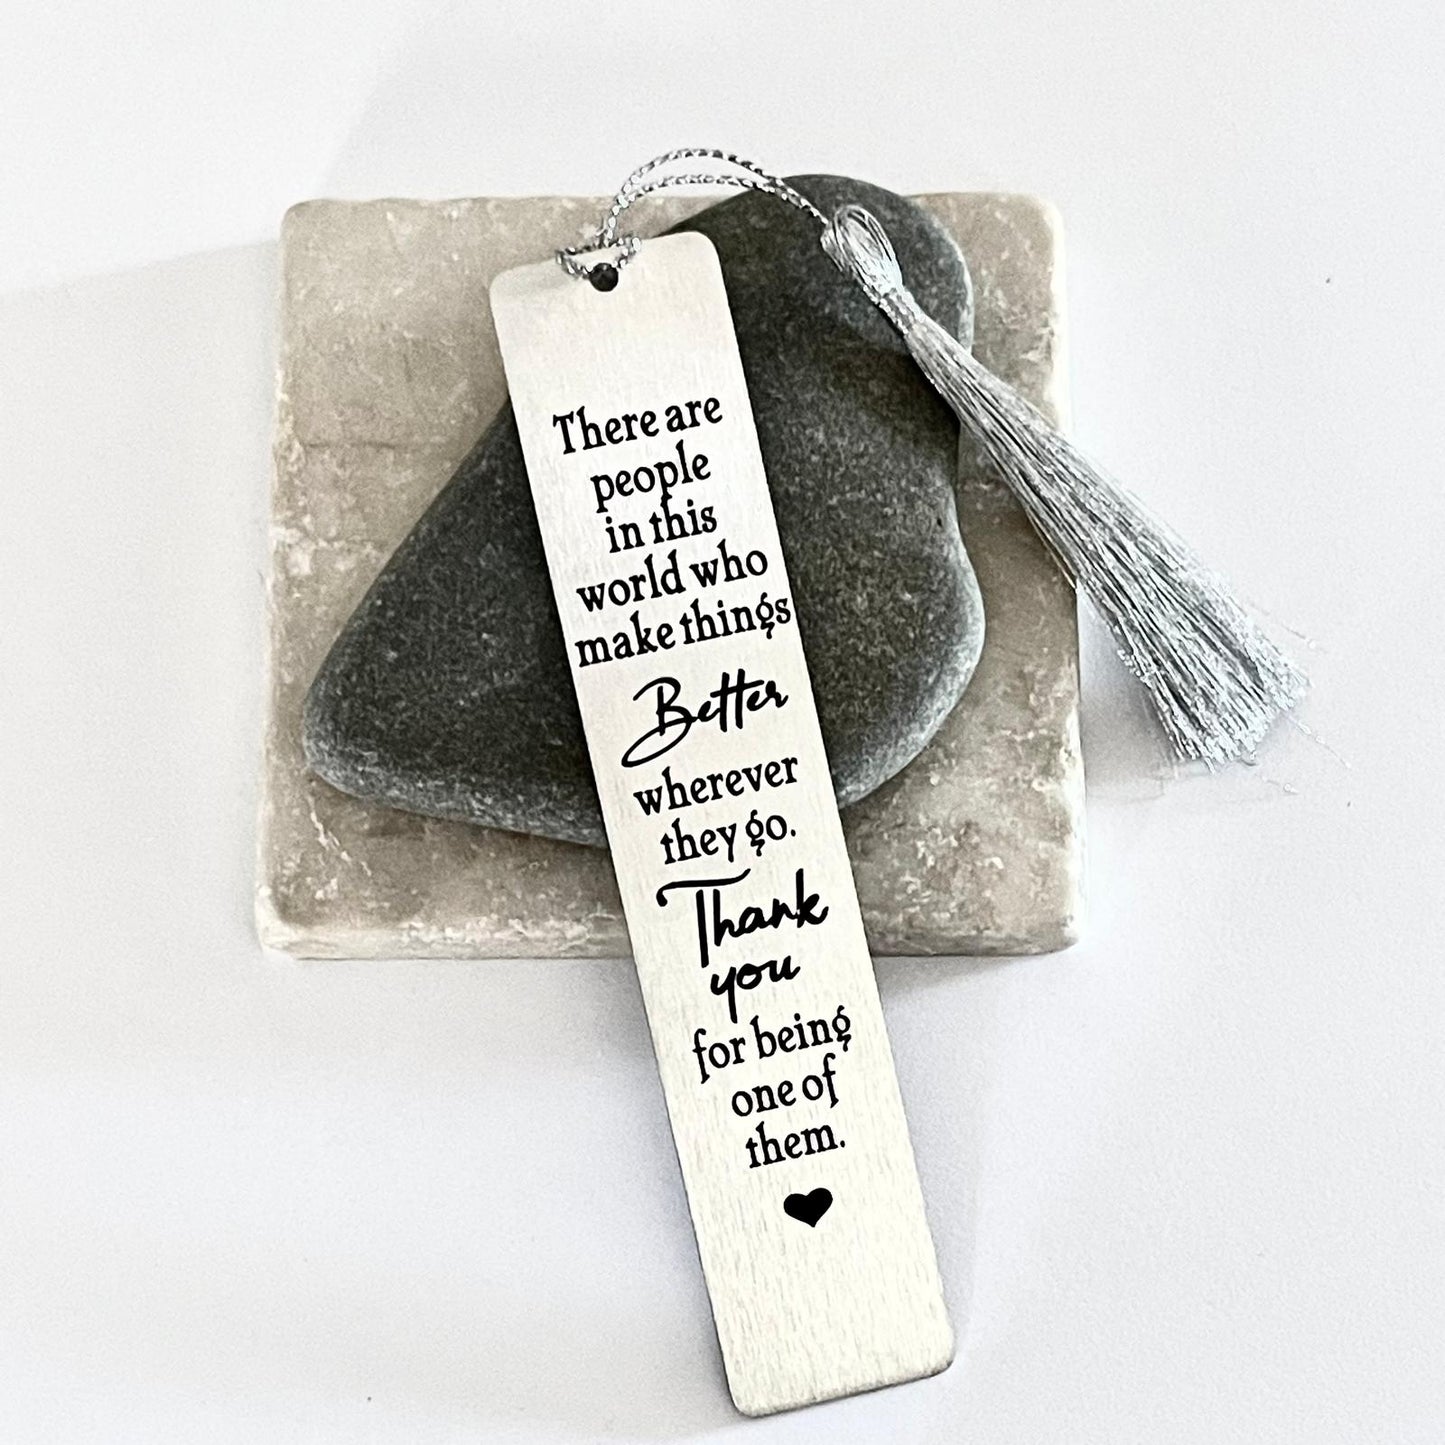 There are
people
in this
world who
make things
Better
wherever
they go.
Thank
you
for being
one of
them.